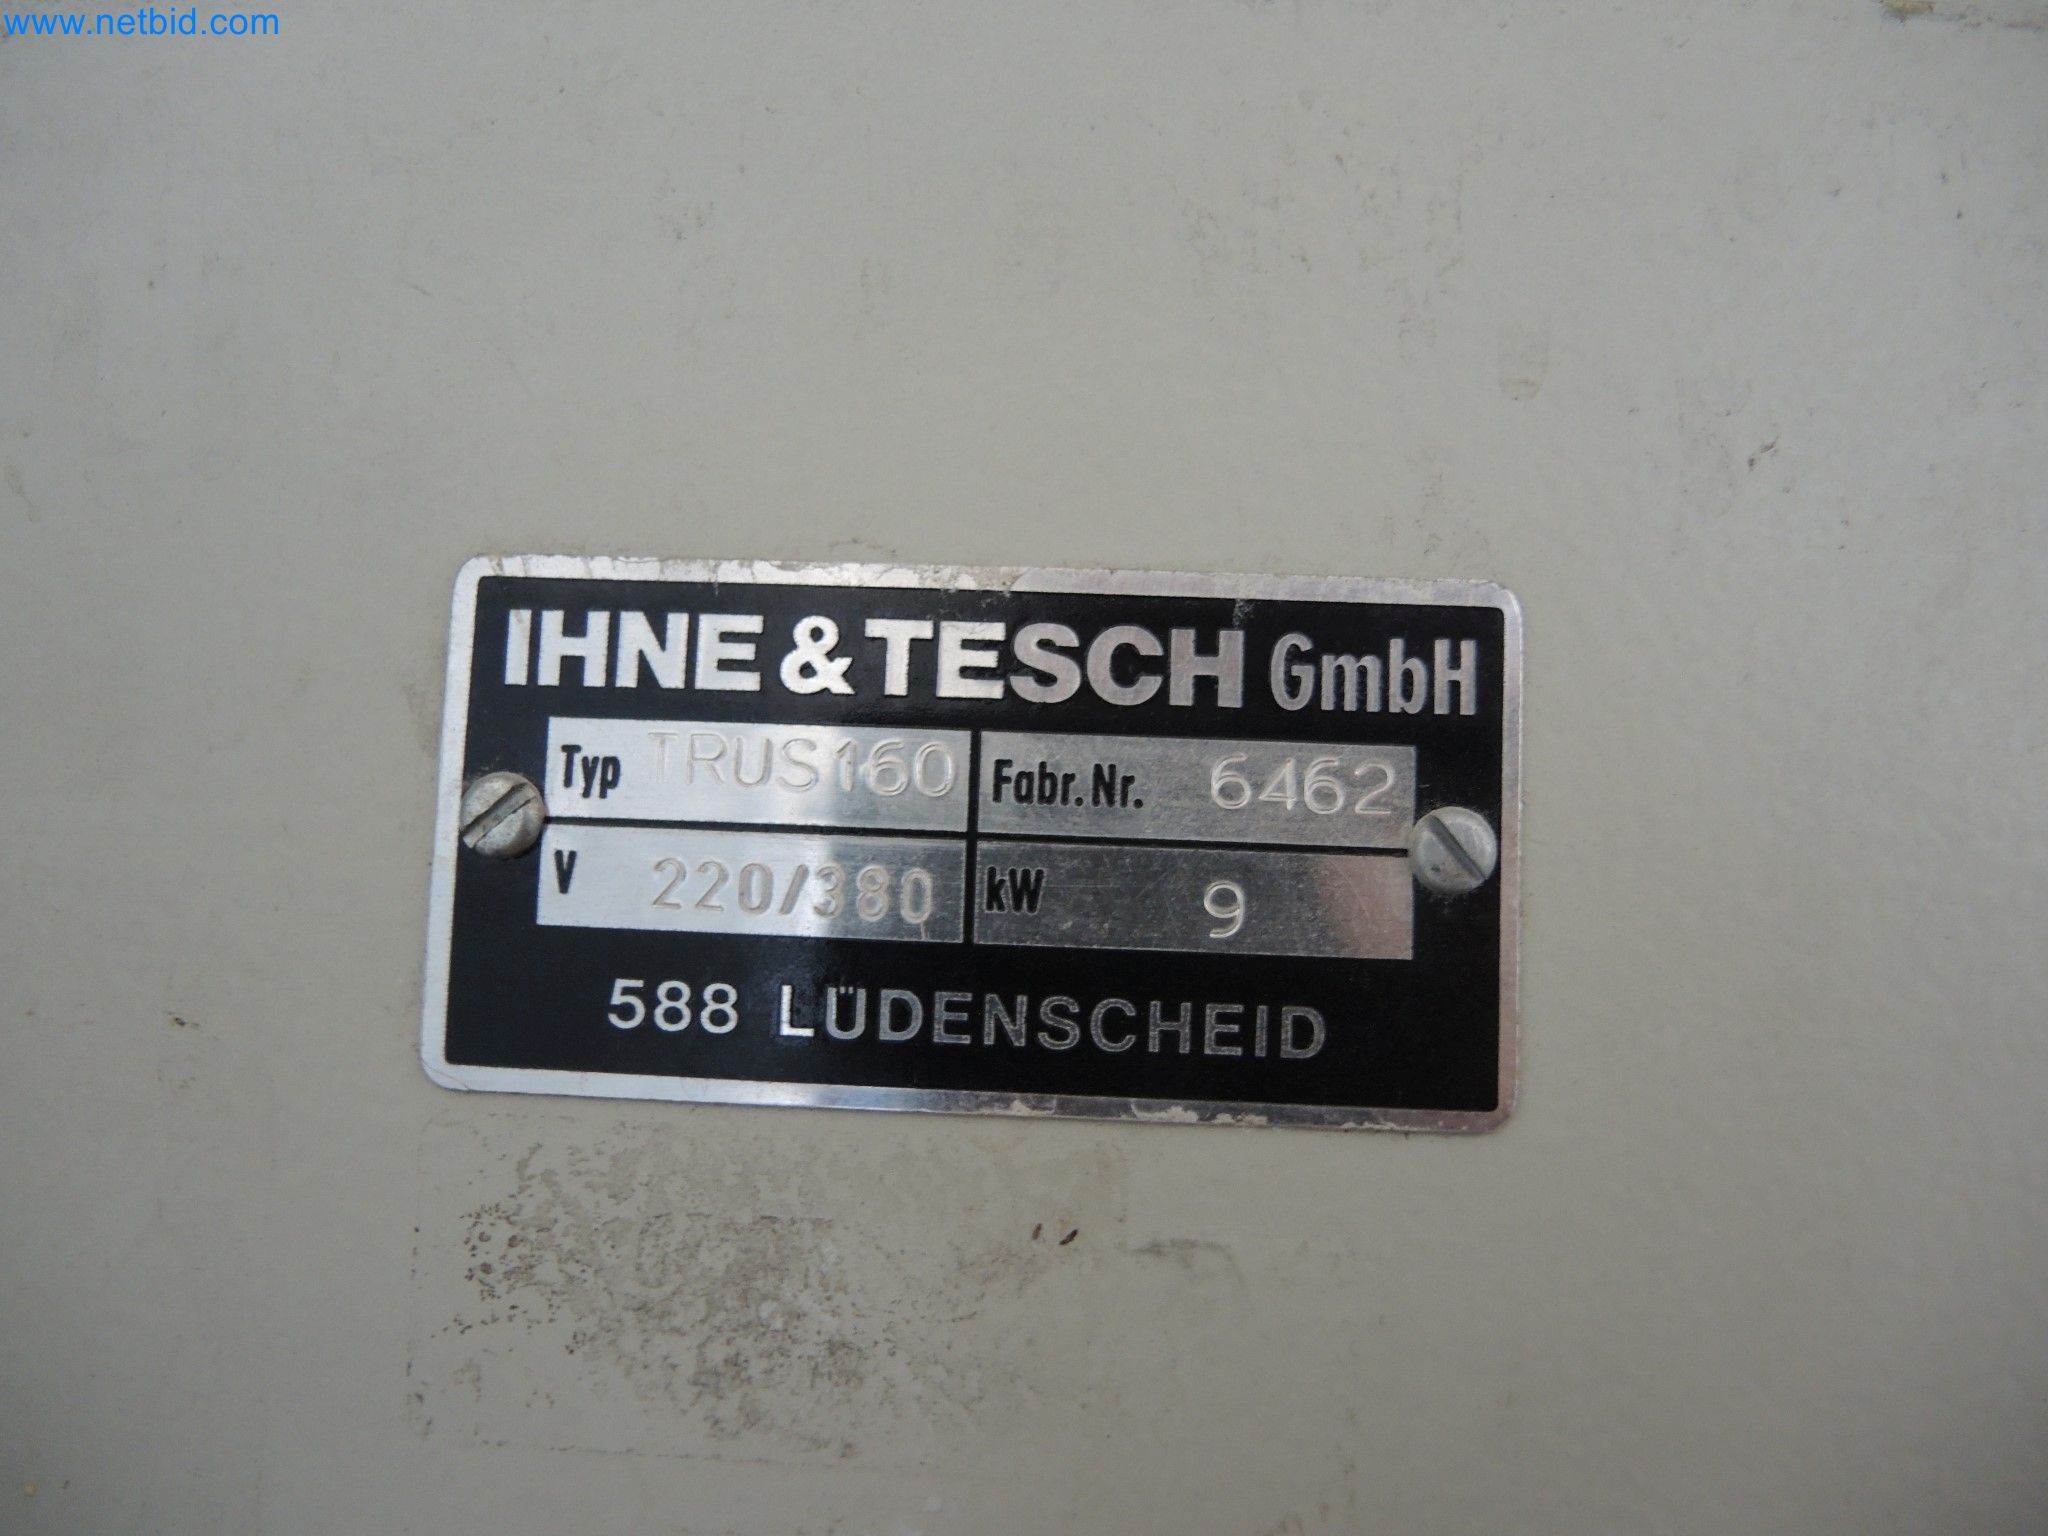 www.netbid.com
IHNE & TESCH GmbH
Typ TRUS160 Fabr. Nr. 6462
V 220/380 kW 9
588 LÜDENSCHEID